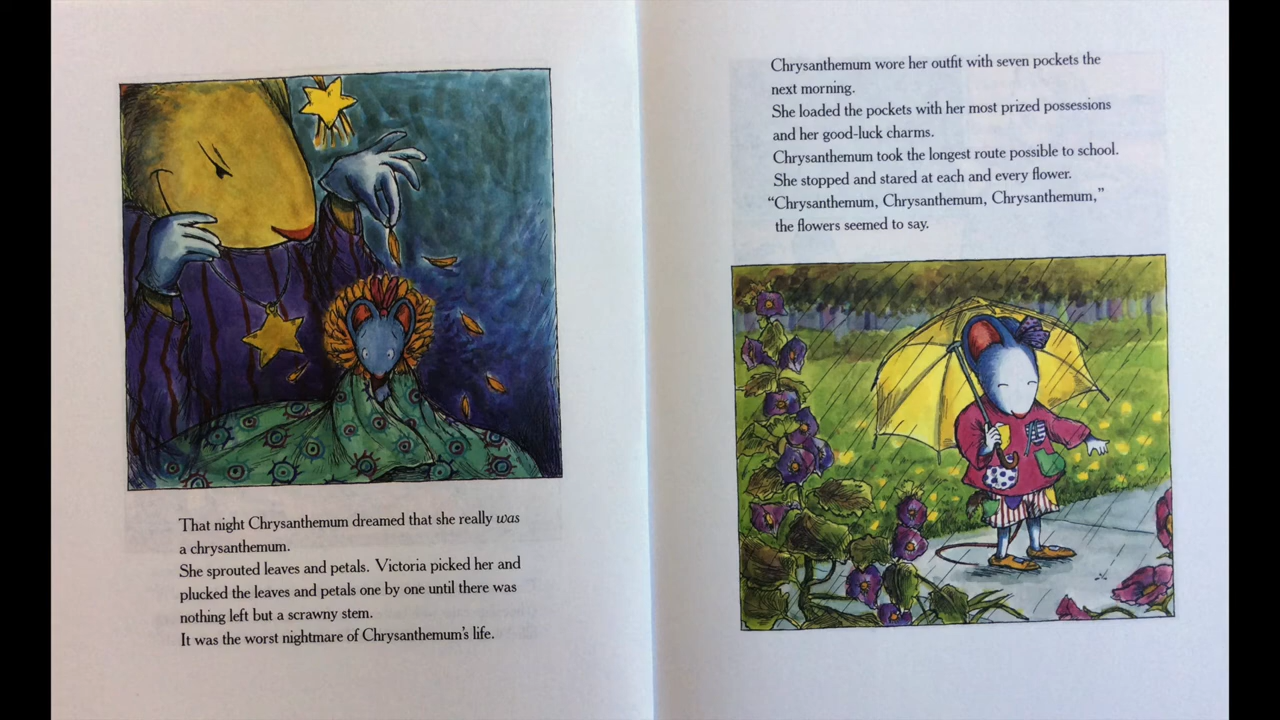 That night Chrysanthemum dreamed that she really was
a chrysanthemum.
She sprouted leaves and petals. Victoria picked her and
plucked the leaves and petals one by one until there was
nothing left but a scrawny stem.
It was the worst nightmare of Chrysanthemum's life.
Chrysanthemum wore her outfit with seven pockets the
next morning.
She loaded the pockets with her most prized possessions
and her good-luck charms.
Chrysanthemum took the longest route possible to school.
She stopped and stared at each and every flower.
“Chrysanthemum, Chrysanthemum, Chrysanthemum,”
the flowers seemed to say.